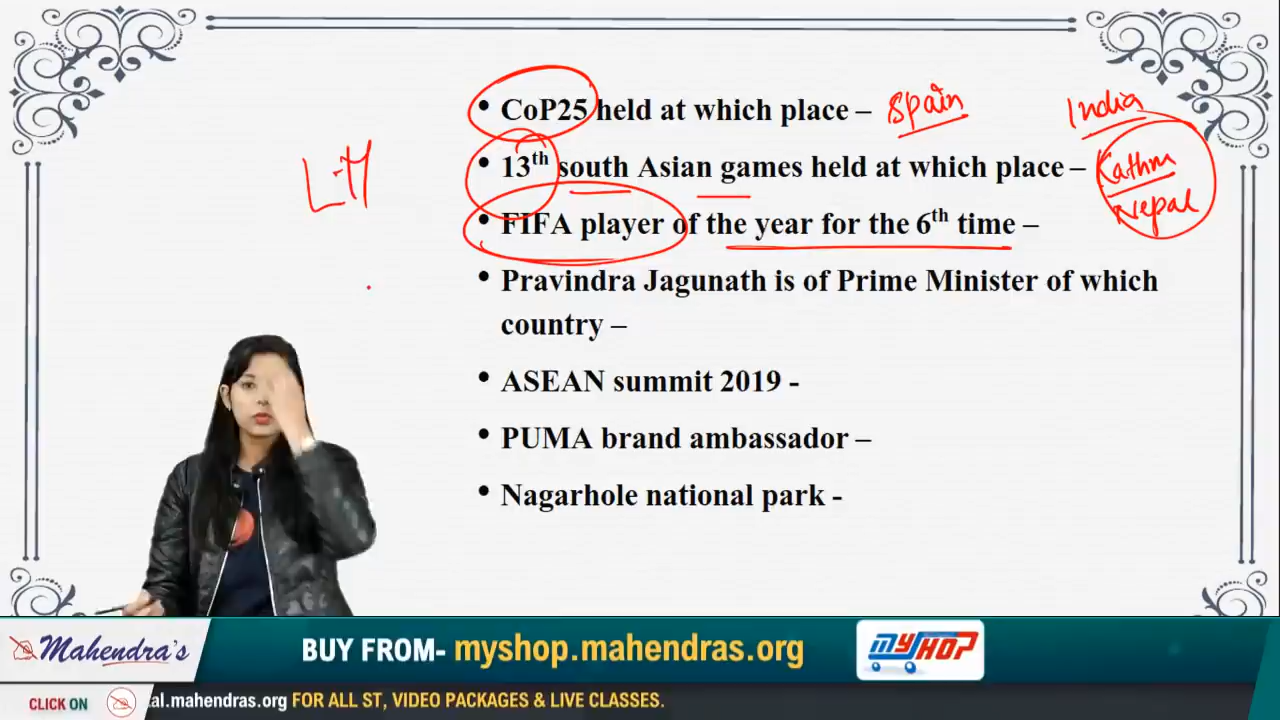 • CoP25 held at which place – Spain
India
• 13th south Asian games held at which place – Kathm
Nepal
L.M
• FIFA player of the year for the 6th time –
• Pravindra Jagunath is of Prime Minister of which
country –
• ASEAN summit 2019 -
• PUMA brand ambassador –
• Nagarhole national park -
Mahendra's
BUY FROM- myshop.mahendras.org
MYSHOP
CLICK ON
tal.mahendras.org FOR ALL ST, VIDEO PACKAGES & LIVE CLASSES.